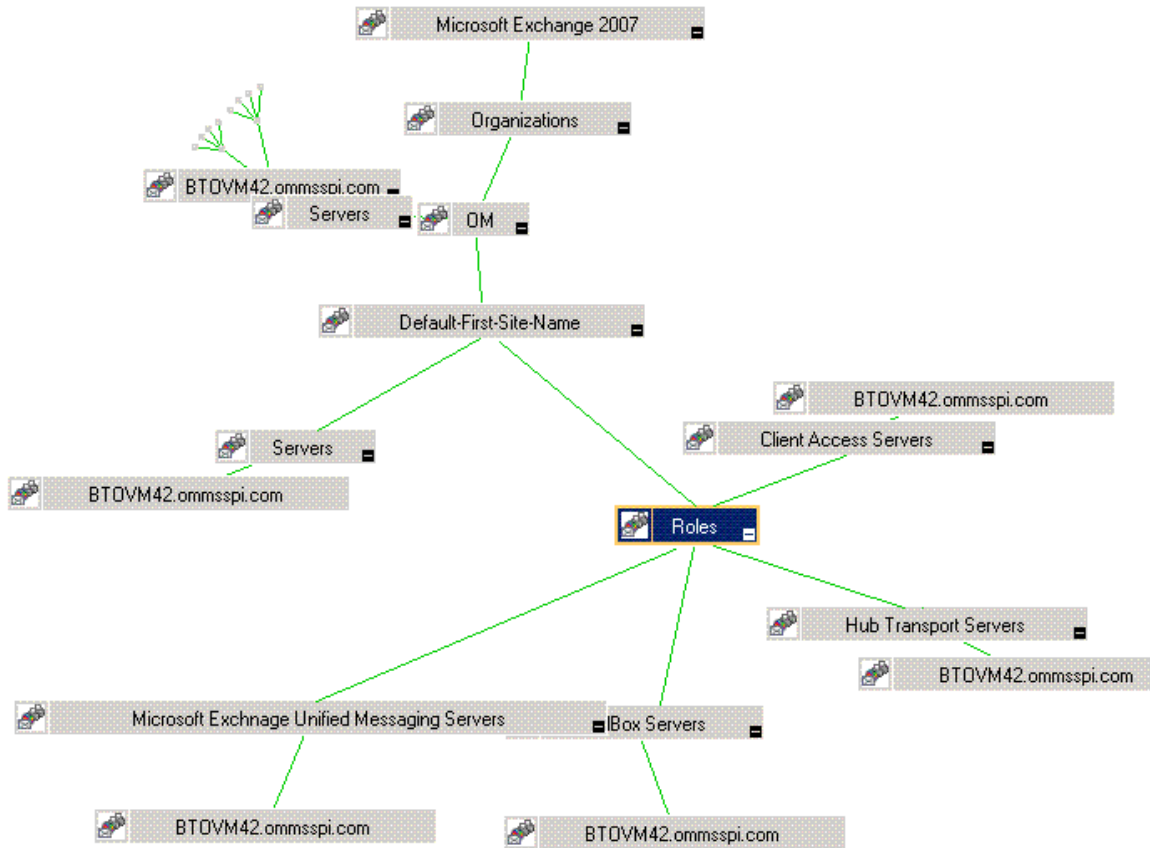 Microsoft Exchange 2007
Organizations
BTOVM42.ommsspi.com
Servers
OM
Default-First-Site-Name
BTOVM42.ommsspi.com
Client Access Servers
Servers
BTOVM42.ommsspi.com
Roles
Hub Transport Servers
BTOVM42.ommsspi.com
Microsoft Exchnage Unified Messaging Servers
lBox Servers
BTOVM42.ommsspi.com
BTOVM42.ommsspi.com